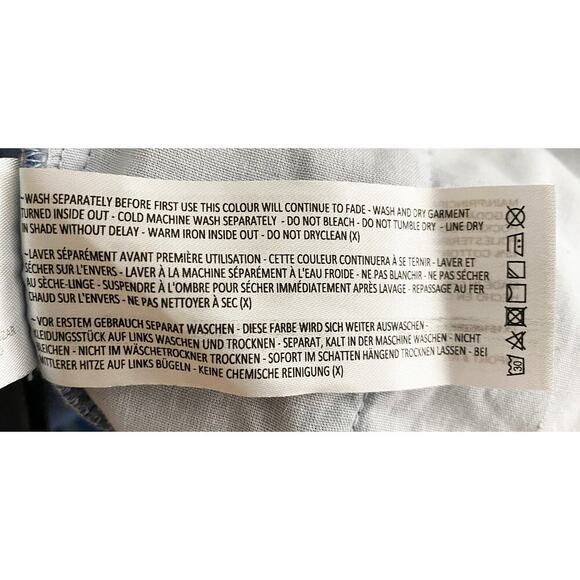 - WASH SEPARATELY BEFORE FIRST USE THIS COLOUR WILL CONTINUE TO FADE - WASH AND DRY GARMENT
TURNED INSIDE OUT - COLD MACHINE WASH SEPARATELY - DO NOT BLEACH - DO NOT TUMBLE DRY - LINE DRY
IN SHADE WITHOUT DELAY - WARM IRON INSIDE OUT - DO NOT DRYCLEAN (X)
- LAVER SÉPARÉMENT AVANT PREMIÈRE UTILISATION - CETTE COULEUR CONTINUERA À SE TERNIR - LAVER ET
SÉCHER SUR L'ENVERS - LAVER À LA MACHINE SÉPARÉMENT À L'EAU FROIDE - NE PAS BLANCHIR - NE PAS SÉCHER
AU SÈCHE-LINGE - SUSPENDRE À L'OMBRE POUR SÉCHER IMMÉDIATEMENT APRÈS LAVAGE - REPASSAGE AU FER
CHAUD SUR L'ENVERS - NE PAS NETTOYER À SEC (X)
- VOR ERSTEM GEBRAUCH SEPARAT WASCHEN - DIESE FARBE WIRD SICH WEITER AUSWASCHEN -
KLEIDUNGSSTÜCK AUF LINKS WASCHEN UND TROCKNEN - SEPARAT, KALT IN DER MASCHINE WASCHEN - NICHT
BLEICHEN - NICHT IM WÄSCHETROCKNER TROCKNEN - SOFORT IM SCHATTEN HÄNGEND TROCKNEN LASSEN - BEI
MITTLERER HITZE AUF LINKS BÜGELN - KEINE CHEMISCHE REINIGUNG (X)
30